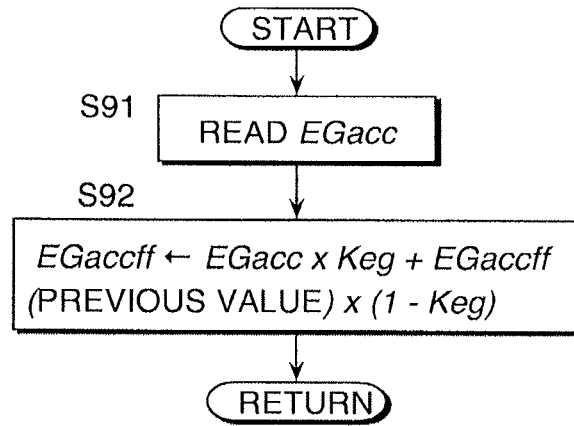 START
S91
READ EGacc
S92
EGaccff ← EGacc x Keg + EGaccff
(PREVIOUS VALUE) x (1 - Keg)
RETURN